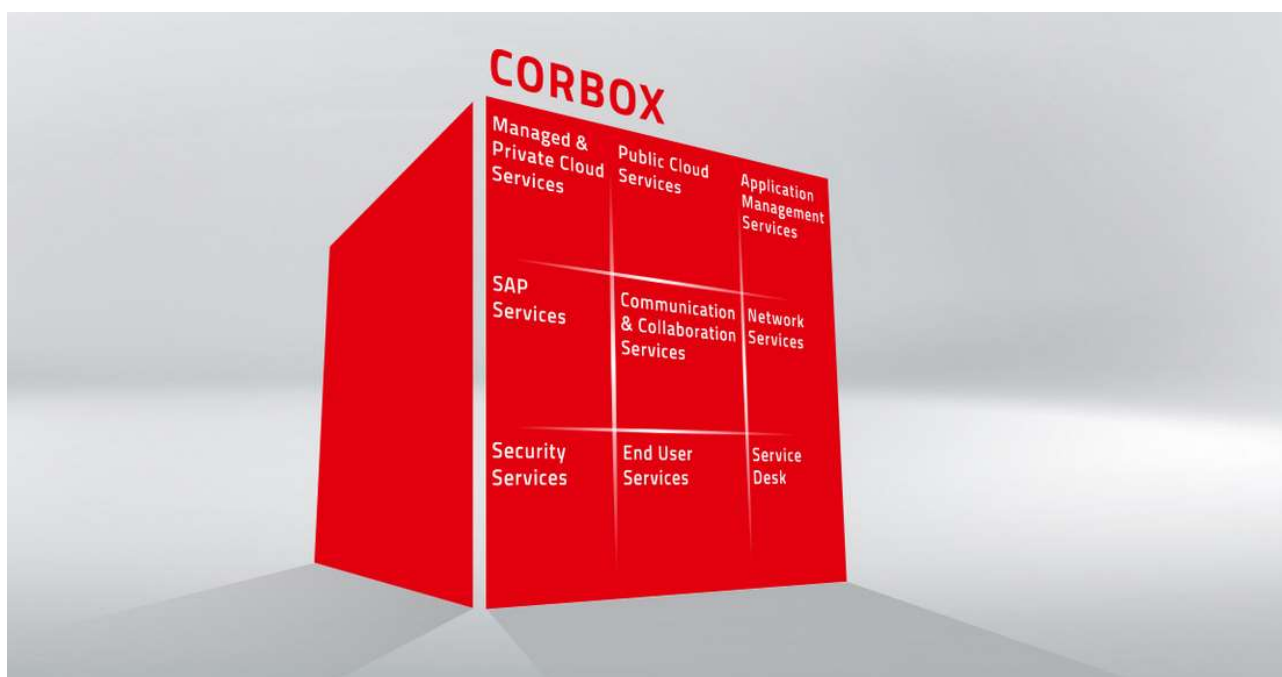 CORBOX
Managed &
Private Cloud
Services
Public Cloud
Services
Application
Management
Services
SAP
Services
Communication
& Collaboration
Services
Network
Services
Security
Services
End User
Services
Service
Desk